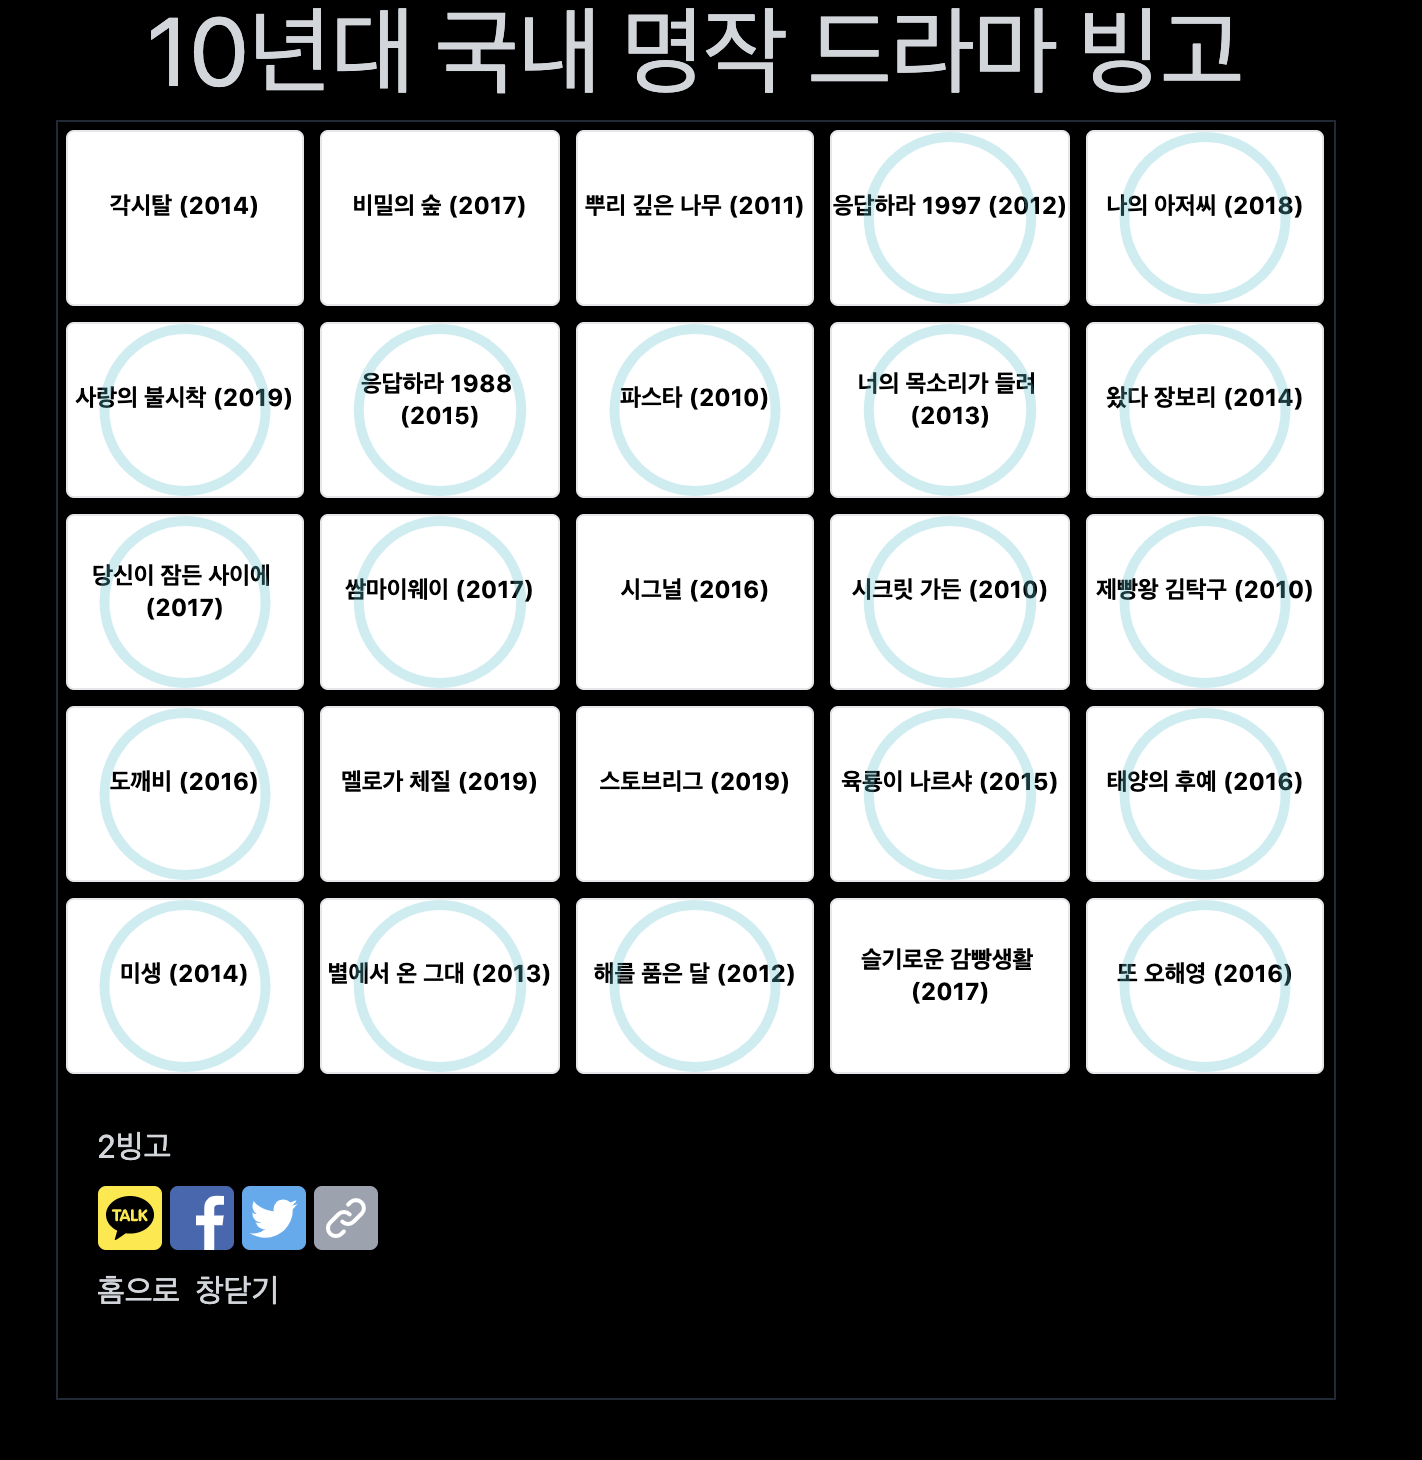 10년대 국내 명작 드라마 빙고
각시탈 (2014)
비밀의 숲 (2017)
뿌리 깊은 나무 (2011)
응답하라 1997 (2012)
나의 아저씨 (2018)
사랑의 불시착 (2019)
응답하라 1988
(2015)
파스타 (2010)
너의 목소리가 들려
(2013)
왔다 장보리 (2014)
당신이 잠든 사이에
(2017)
쌈마이웨이 (2017)
시그널 (2016)
시크릿 가든 (2010)
제빵왕 김탁구 (2010)
도깨비 (2016)
멜로가 체질 (2019)
스토브리그 (2019)
육룡이 나르샤 (2015)
태양의 후예 (2016)
미생 (2014)
별에서 온 그대 (2013)
해를 품은 달 (2012)
슬기로운 감빵생활
(2017)
또 오해영 (2016)
2빙고
TALK
홈으로 창닫기